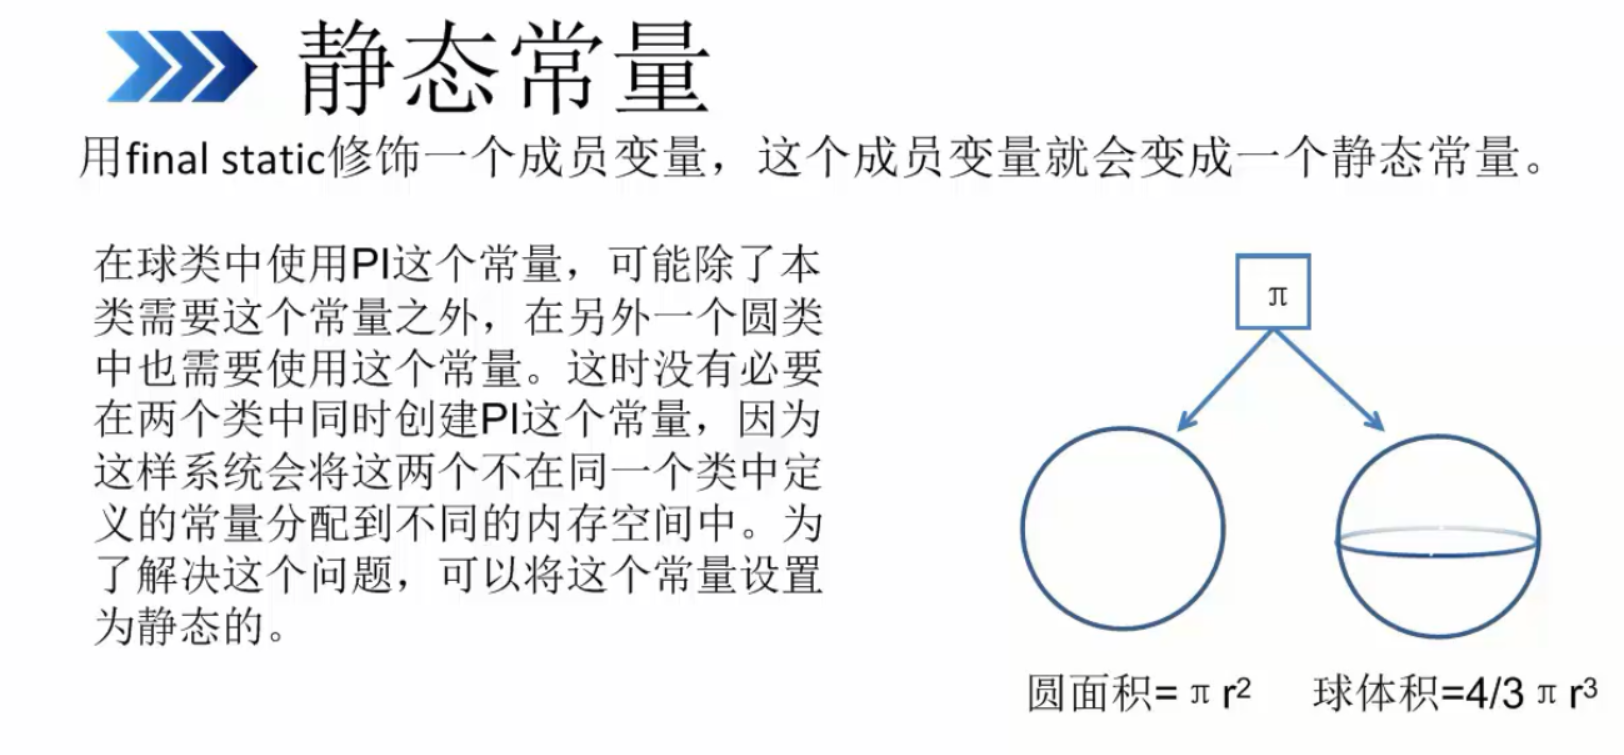 静态常量
用final static修饰一个成员变量，这个成员变量就会变成一个静态常量。
在球类中使用PI这个常量，可能除了本
类需要这个常量之外，在另外一个圆类
中也需要使用这个常量。这时没有必要
在两个类中同时创建PI这个常量，因为
这样系统会将这两个不在同一个类中定
义的常量分配到不同的内存空间中。为
了解决这个问题，可以将这个常量设置
为静态的。
π
圆面积= π r²
球体积=4/3 π r³